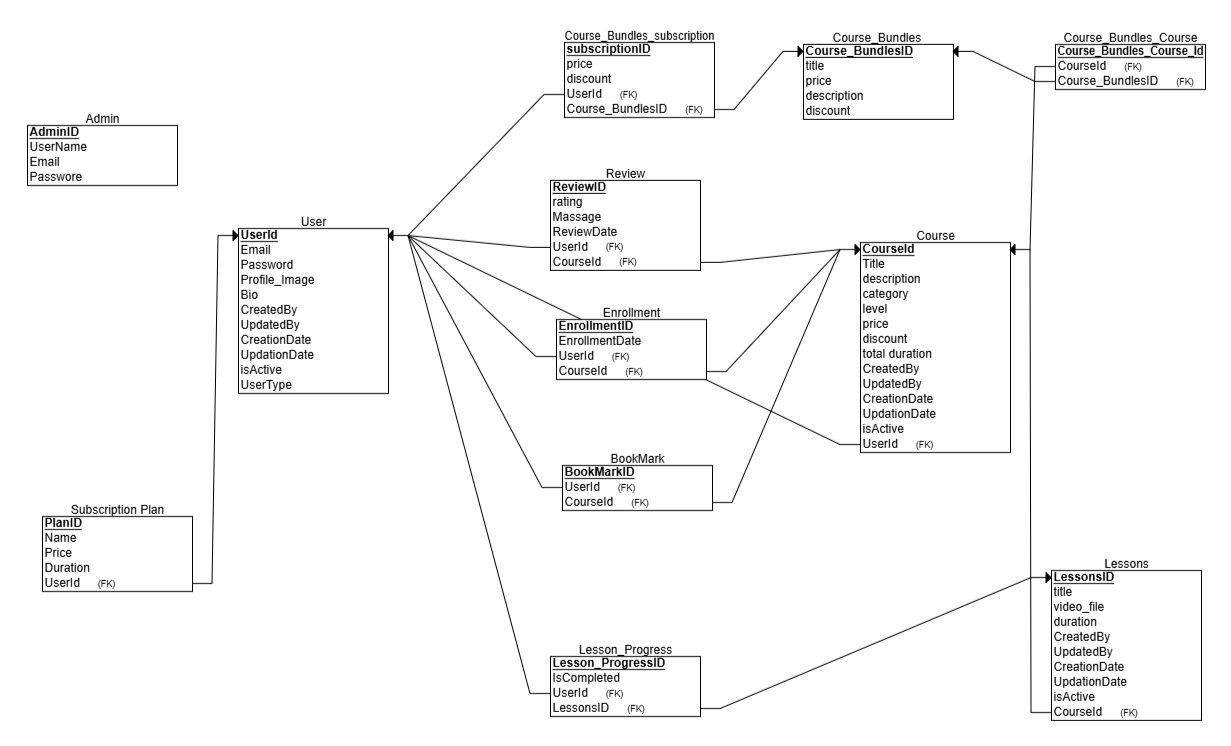 Course_Bundles_subscription
subscriptionID
price
discount
UserId (FK)
Course_BundlesID (FK)
Course_Bundles
Course_BundlesID
title
price
description
discount
Course_Bundles_Course
Course_Bundles_Course_Id
CourseId (FK)
Course_BundlesID (FK)
Admin
AdminID
UserName
Email
Passwore
Review
ReviewID
rating
Massage
ReviewDate
UserId (FK)
CourseId (FK)
User
UserId
Email
Password
Profile_Image
Bio
CreatedBy
UpdatedBy
CreationDate
UpdationDate
isActive
UserType
Course
CourseId
Title
description
category
level
price
discount
total duration
CreatedBy
UpdatedBy
CreationDate
UpdationDate
isActive
UserId (FK)
Enrollment
EnrollmentID
EnrollmentDate
UserId (FK)
CourseId (FK)
BookMark
BookMarkID
UserId (FK)
CourseId (FK)
Subscription Plan
PlanID
Name
Price
Duration
UserId (FK)
Lessons
LessonsID
title
video_file
duration
CreatedBy
UpdatedBy
CreationDate
UpdationDate
isActive
CourseId (FK)
Lesson_Progress
Lesson_ProgressID
IsCompleted
UserId (FK)
LessonsID (FK)